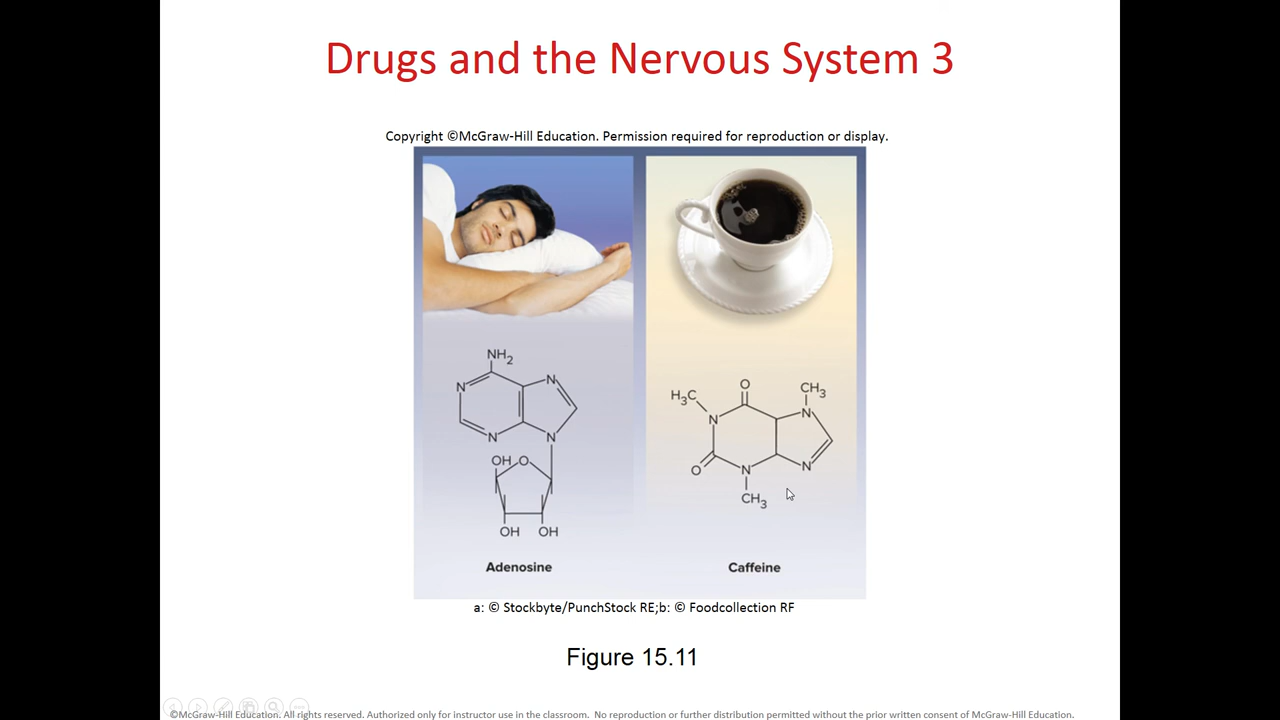 Drugs and the Nervous System 3
Copyright ©McGraw-Hill Education. Permission required for reproduction or display.
NH2
N
N
N
N
OH
O
OH
OH
Adenosine
H3C
O
CH3
N
N
O
N
N
CH3
Caffeine
a: © Stockbyte/PunchStock RE;b: © Foodcollection RF
Figure 15.11
©McGraw-Hill Education. All rights reserved. Authorized only for instructor use in the classroom. No reproduction or further distribution permitted without the prior written consent of McGraw-Hill Education.